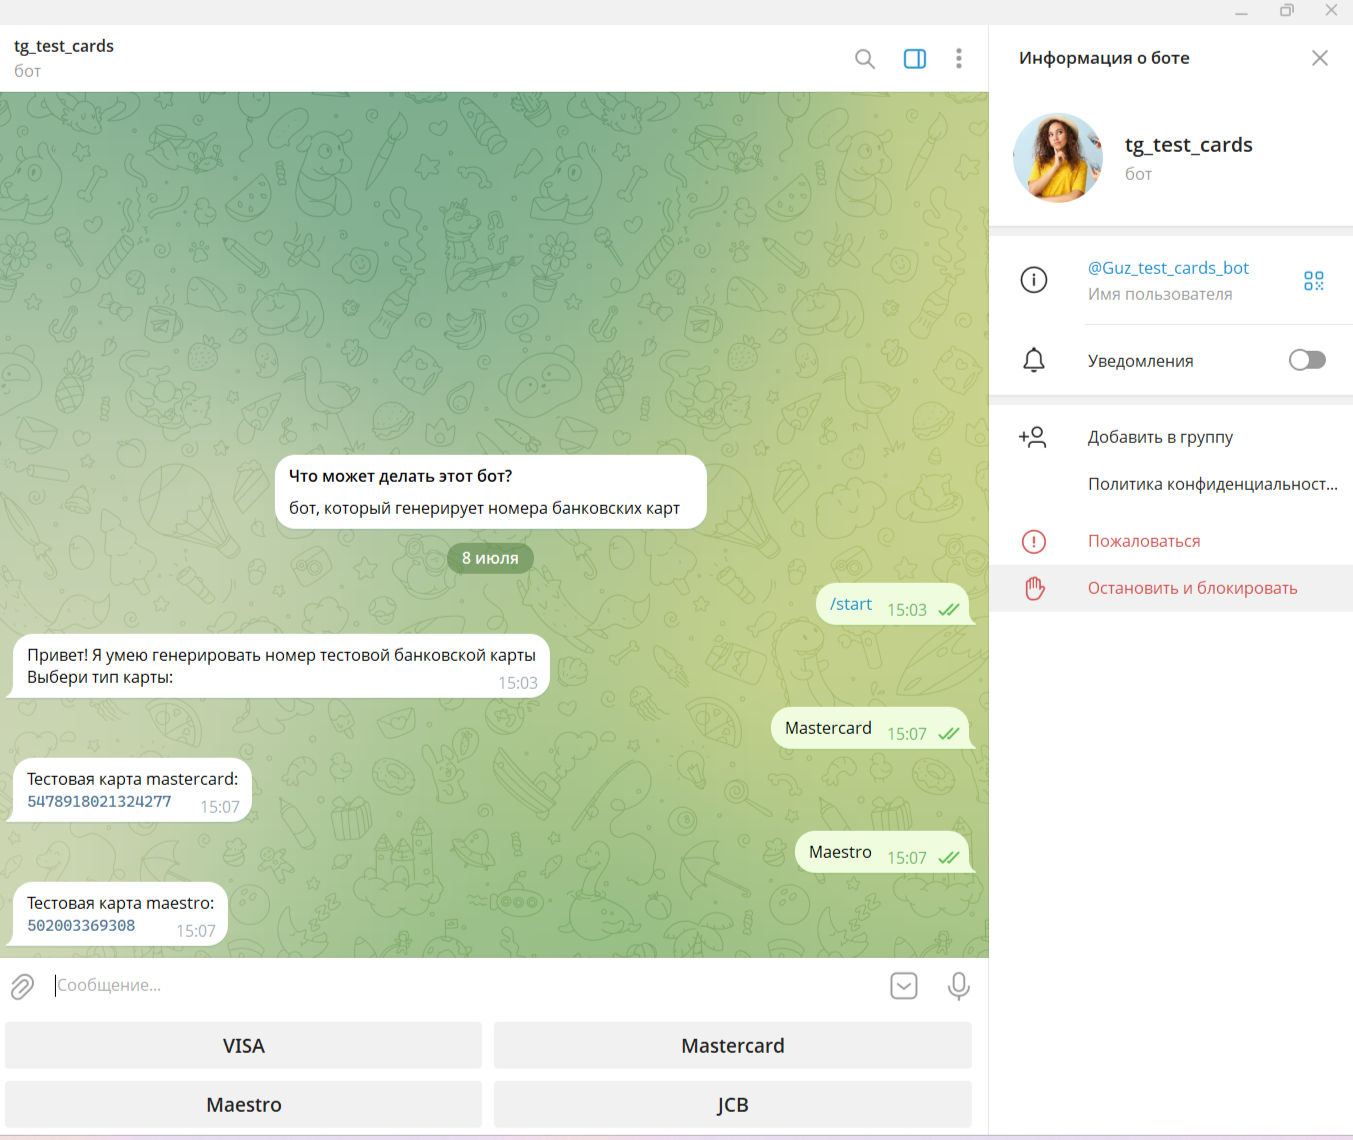 tg_test_cards
бот
Что может делать этот бот?
бот, который генерирует номера банковских карт
8 июля
/start 15:03
Привет! Я умею генерировать номер тестовой банковской карты
Выбери тип карты:
15:03
Mastercard 15:07
Тестовая карта mastercard:
5478918021324277 15:07
Maestro 15:07
Тестовая карта maestro:
502003369308 15:07
Сообщение...
VISA
Mastercard
Maestro
JCB
Информация о боте
tg_test_cards
бот
@Guz_test_cards_bot
Имя пользователя
Уведомления
Добавить в группу
Политика конфиденциальност...
Пожаловаться
Остановить и блокировать